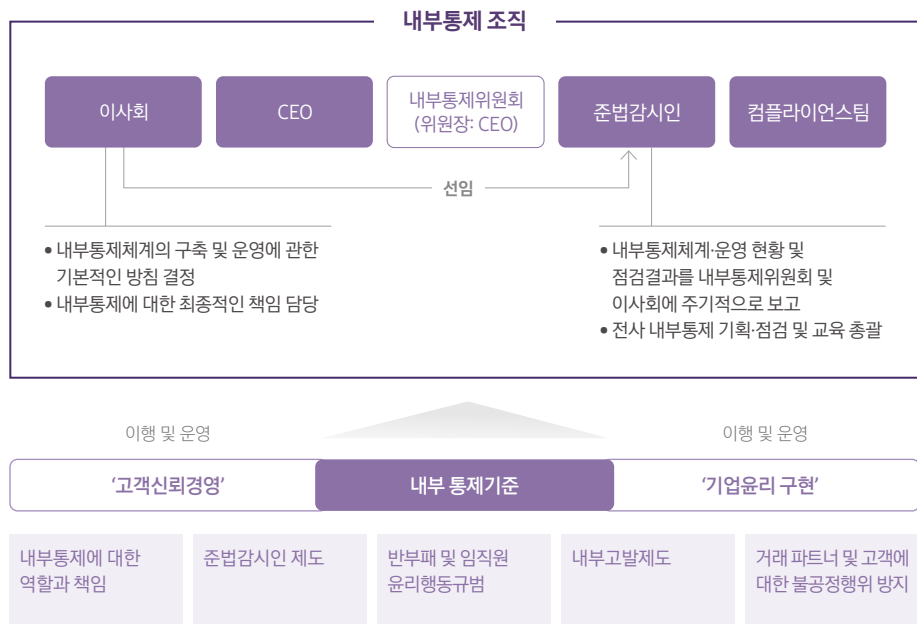 내부통제 조직
이사회
CEO
내부통제위원회
(위원장: CEO)
준법감시인
컴플라이언스팀
선임
• 내부통제체계의 구축 및 운영에 관한
기본적인 방침 결정
• 내부통제에 대한 최종적인 책임 담당
• 내부통제체계·운영 현황 및
점검결과를 내부통제위원회 및
이사회에 주기적으로 보고
• 전사 내부통제 기획·점검 및 교육 총괄
이행 및 운영
이행 및 운영
‘고객신뢰경영’
내부 통제기준
‘기업윤리 구현’
내부통제에 대한
역할과 책임
준법감시인 제도
반부패 및 임직원
윤리행동규범
내부고발제도
거래 파트너 및 고객에
대한 불공정행위 방지